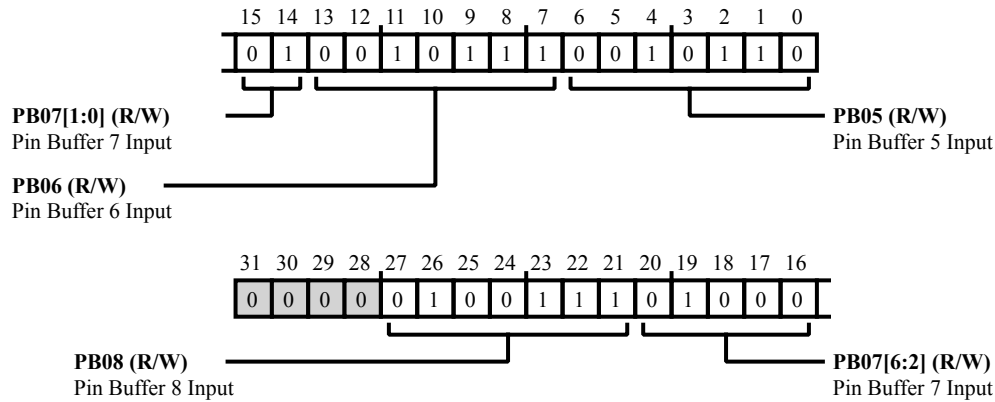 15 14 13 12 11 10 9 8 7 6 5 4 3 2 1 0
0 1 0 0 1 0 1 1 1 0 0 1 0 1 1 0
PB07[1:0] (R/W)
Pin Buffer 7 Input
PB05 (R/W)
Pin Buffer 5 Input
PB06 (R/W)
Pin Buffer 6 Input
31 30 29 28 27 26 25 24 23 22 21 20 19 18 17 16
0 0 0 0 0 1 0 0 1 1 1 0 1 0 0 0
PB08 (R/W)
Pin Buffer 8 Input
PB07[6:2] (R/W)
Pin Buffer 7 Input